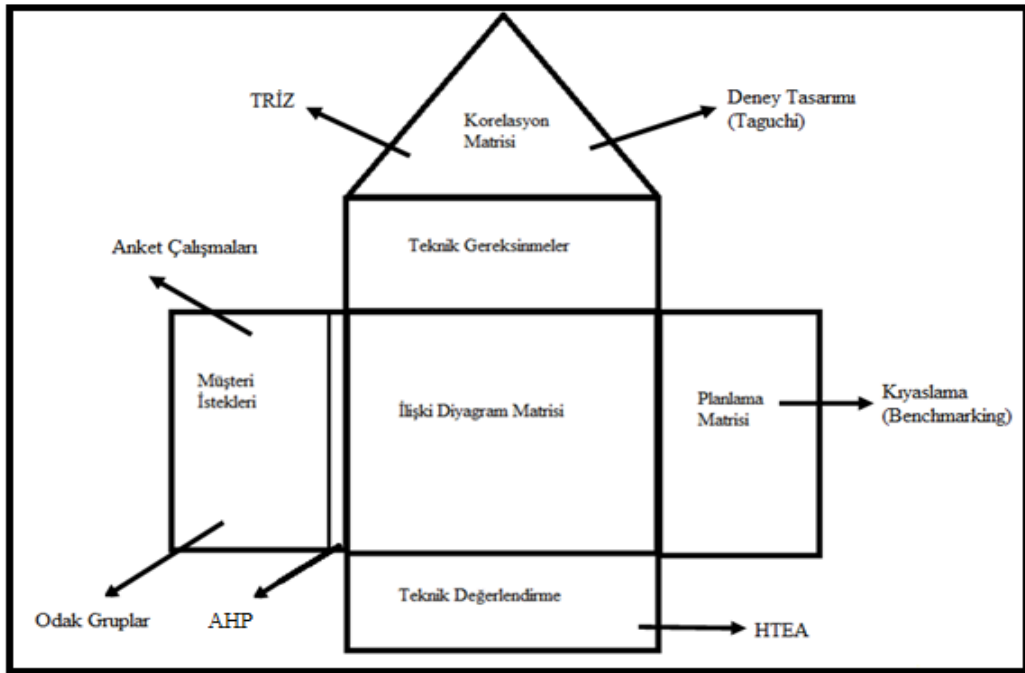 TRİZ
Korelasyon
Matrisi
Deney Tasarımı
(Taguchi)
Teknik Gereksinmeler
Anket Çalışmaları
Müşteri
İstekleri
İlişki Diyagram Matrisi
Planlama
Matrisi
Kıyaslama
(Benchmarking)
Teknik Değerlendirme
Odak Gruplar
AHP
HTEA